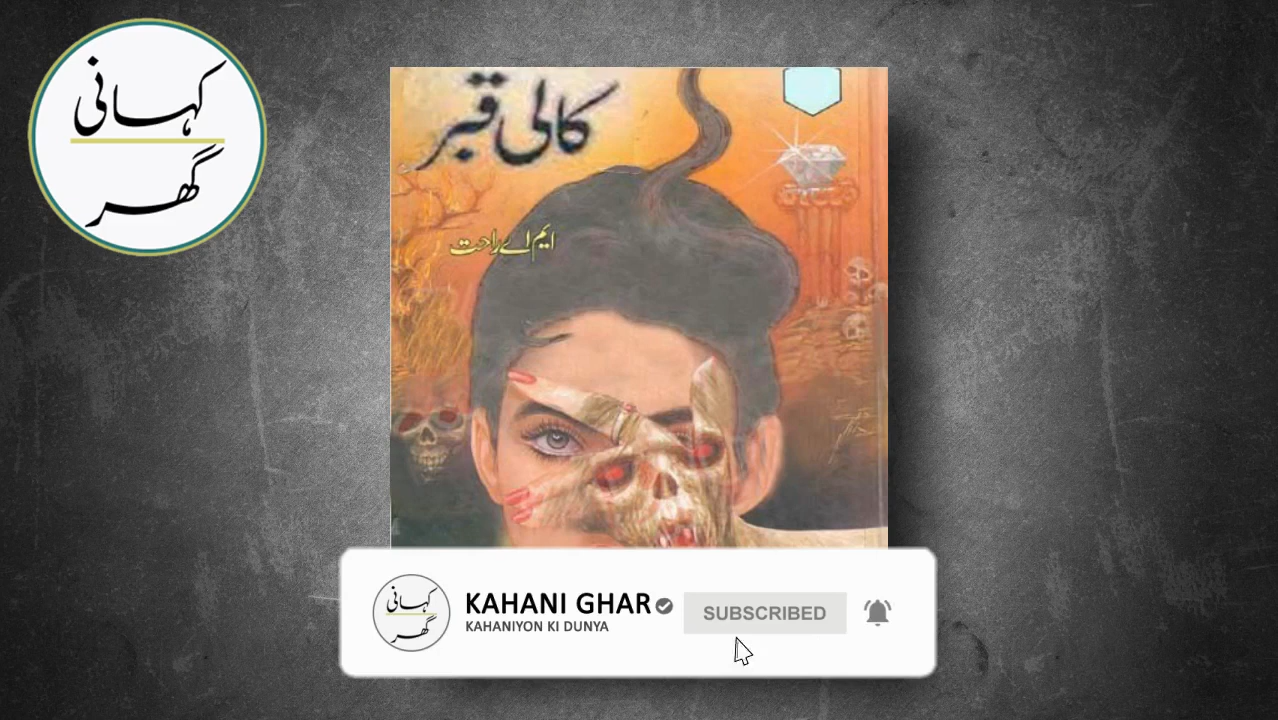 کہانی
گھر
کالی قبر
ایم اے راحت
کہانی
گھر
KAHANI GHAR
KAHANIYON KI DUNYA
SUBSCRIBED